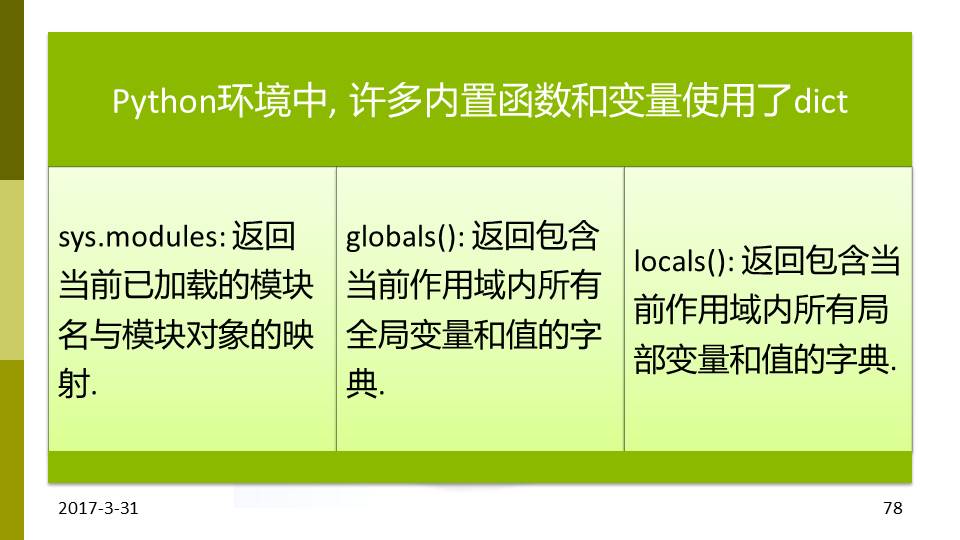 Python环境中, 许多内置函数和变量使用了dict
sys.modules: 返回
当前已加载的模块
名与模块对象的映
射.
globals(): 返回包含
当前作用域内所有
全局变量和值的字
典.
locals(): 返回包含当
前作用域内所有局
部变量和值的字典.
2017-3-31
78